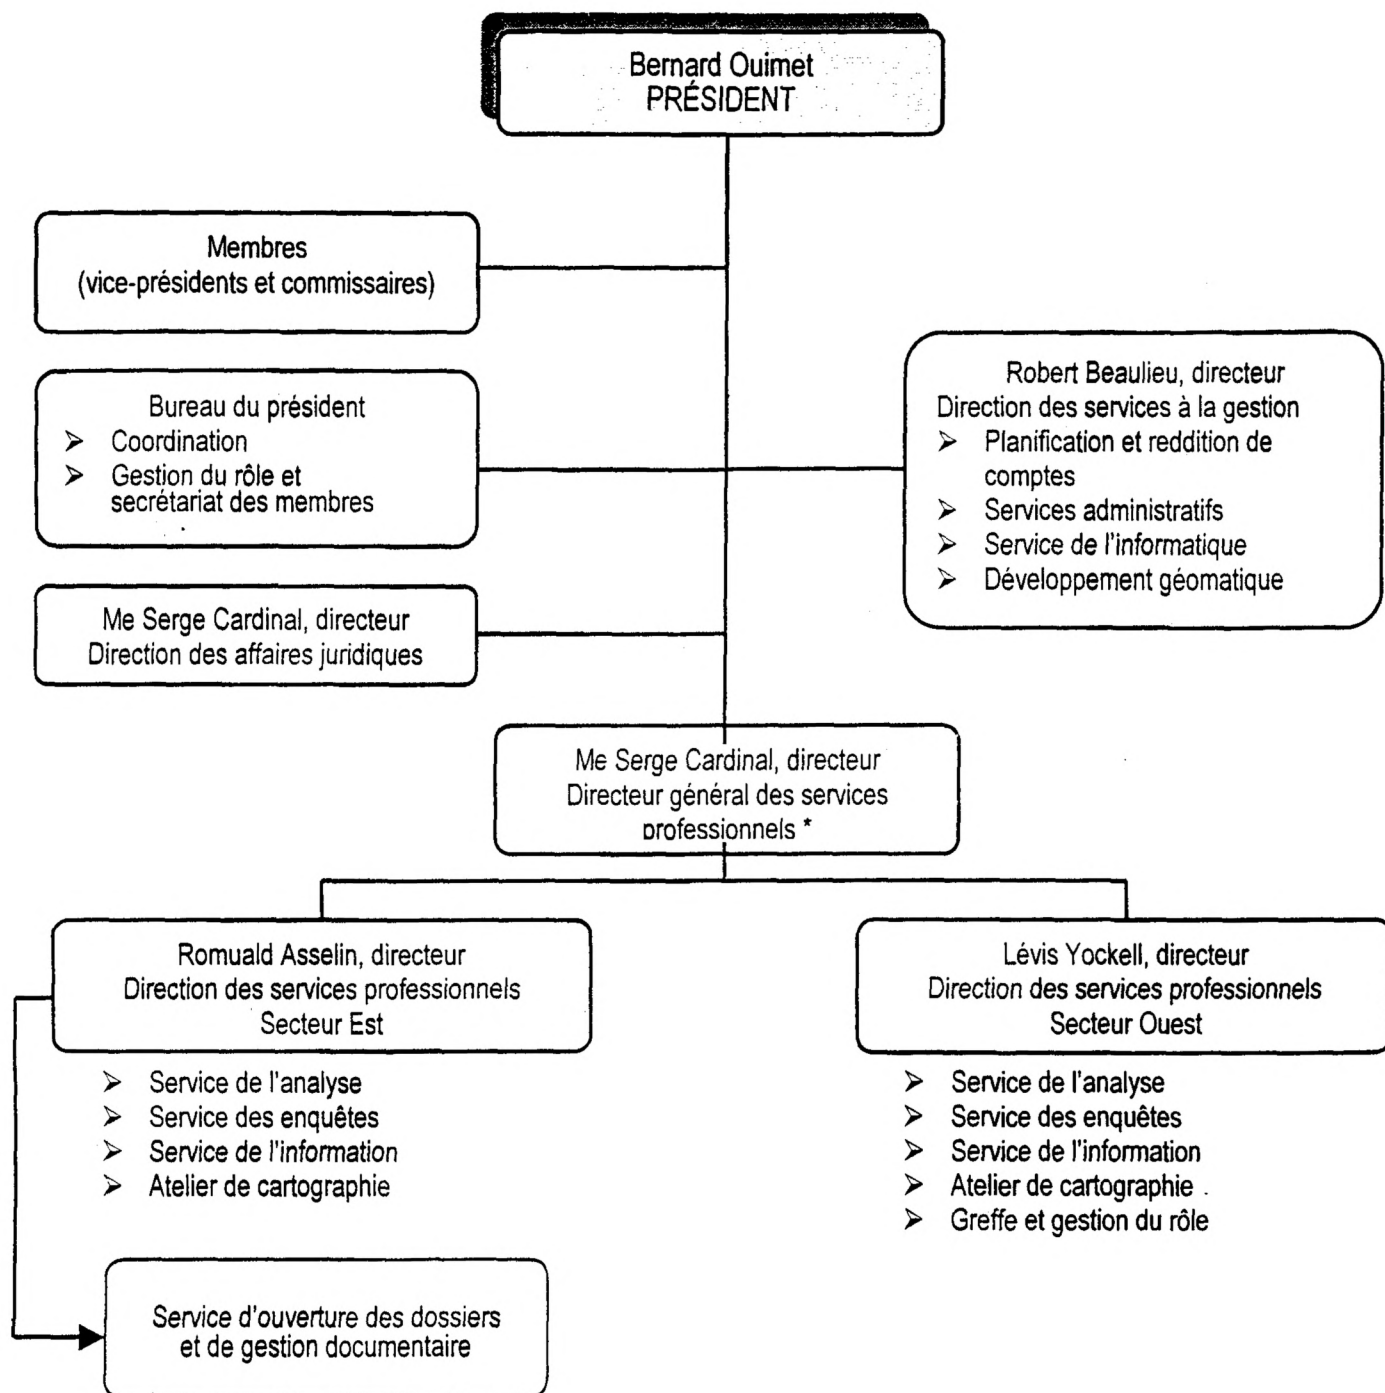 Bernard Ouimet
PRÉSIDENT
Membres
(vice-présidents et commissaires)
Bureau du président
➢ Coordination
➢ Gestion du rôle et
secrétariat des membres
Robert Beaulieu, directeur
Direction des services à la gestion
➢ Planification et reddition de
comptes
➢ Services administratifs
➢ Service de l'informatique
➢ Développement géomatique
Me Serge Cardinal, directeur
Direction des affaires juridiques
Me Serge Cardinal, directeur
Directeur général des services
professionnels *
Romuald Asselin, directeur
Direction des services professionnels
Secteur Est
➢ Service de l'analyse
➢ Service des enquêtes
➢ Service de l'information
➢ Atelier de cartographie
Lévis Yockell, directeur
Direction des services professionnels
Secteur Ouest
➢ Service de l'analyse
➢ Service des enquêtes
➢ Service de l'information
➢ Atelier de cartographie
➢ Greffe et gestion du rôle
Service d'ouverture des dossiers
et de gestion documentaire